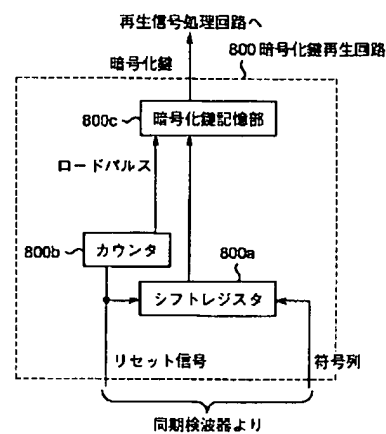 再生信号処理回路へ
暗号化鍵
800 暗号化鍵再生回路
800c
暗号化鍵記憶部
ロードパルス
800b
カウンタ
800a
シフトレジスタ
リセット信号
符号列
同期検波器より